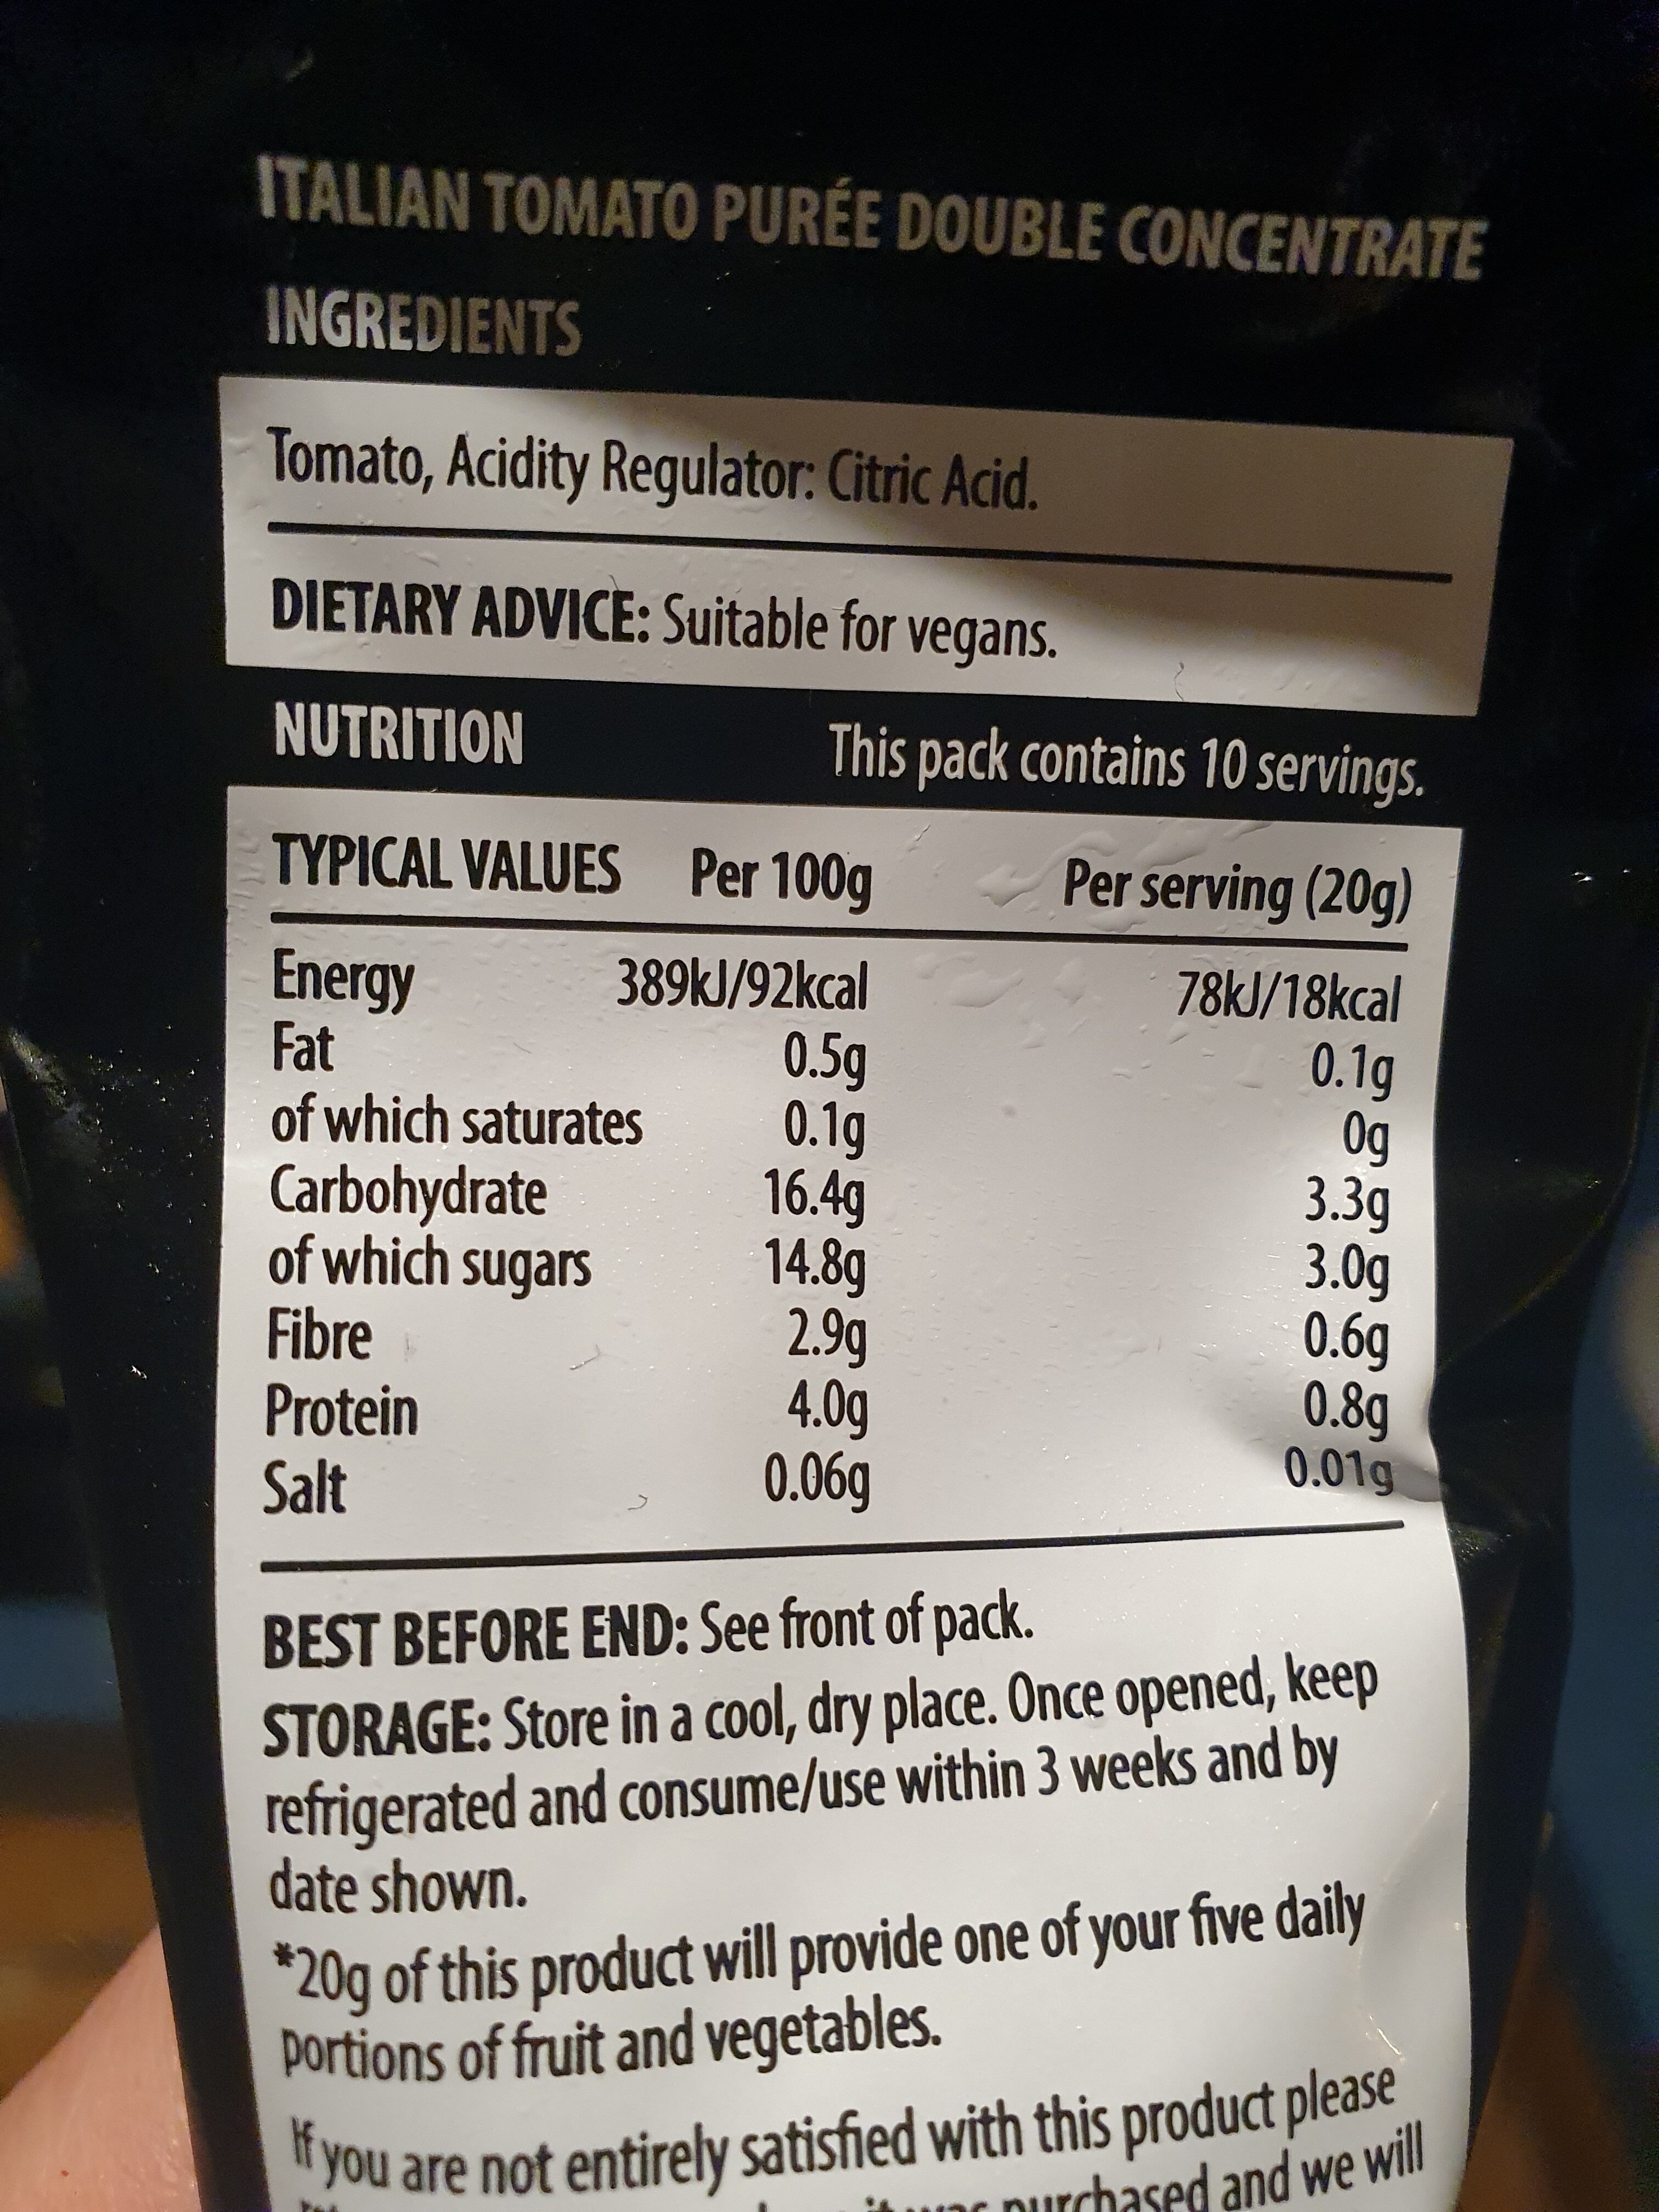 ITALIAN TOMATO PURÉE DOUBLE CONCENTRATE
INGREDIENTS
Tomato, Acidity Regulator: Citric Acid.
DIETARY ADVICE: Suitable for vegans.
NUTRITION This pack contains 10 servings.
TYPICAL VALUES Per 100g Per serving (20g)
Energy 389kJ/92kcal 78kJ/18kcal
Fat 0.5g 0.1g
of which saturates 0.1g 0g
Carbohydrate 16.4g 3.3g
of which sugars 14.8g 3.0g
Fibre 2.9g 0.6g
Protein 4.0g 0.8g
Salt 0.06g 0.01g
BEST BEFORE END: See front of pack.
STORAGE: Store in a cool, dry place. Once opened, keep
refrigerated and consume/use within 3 weeks and by
date shown.
*20g of this product will provide one of your five daily
portions of fruit and vegetables.
If you are not entirely satisfied with this product please
it was purchased and we will